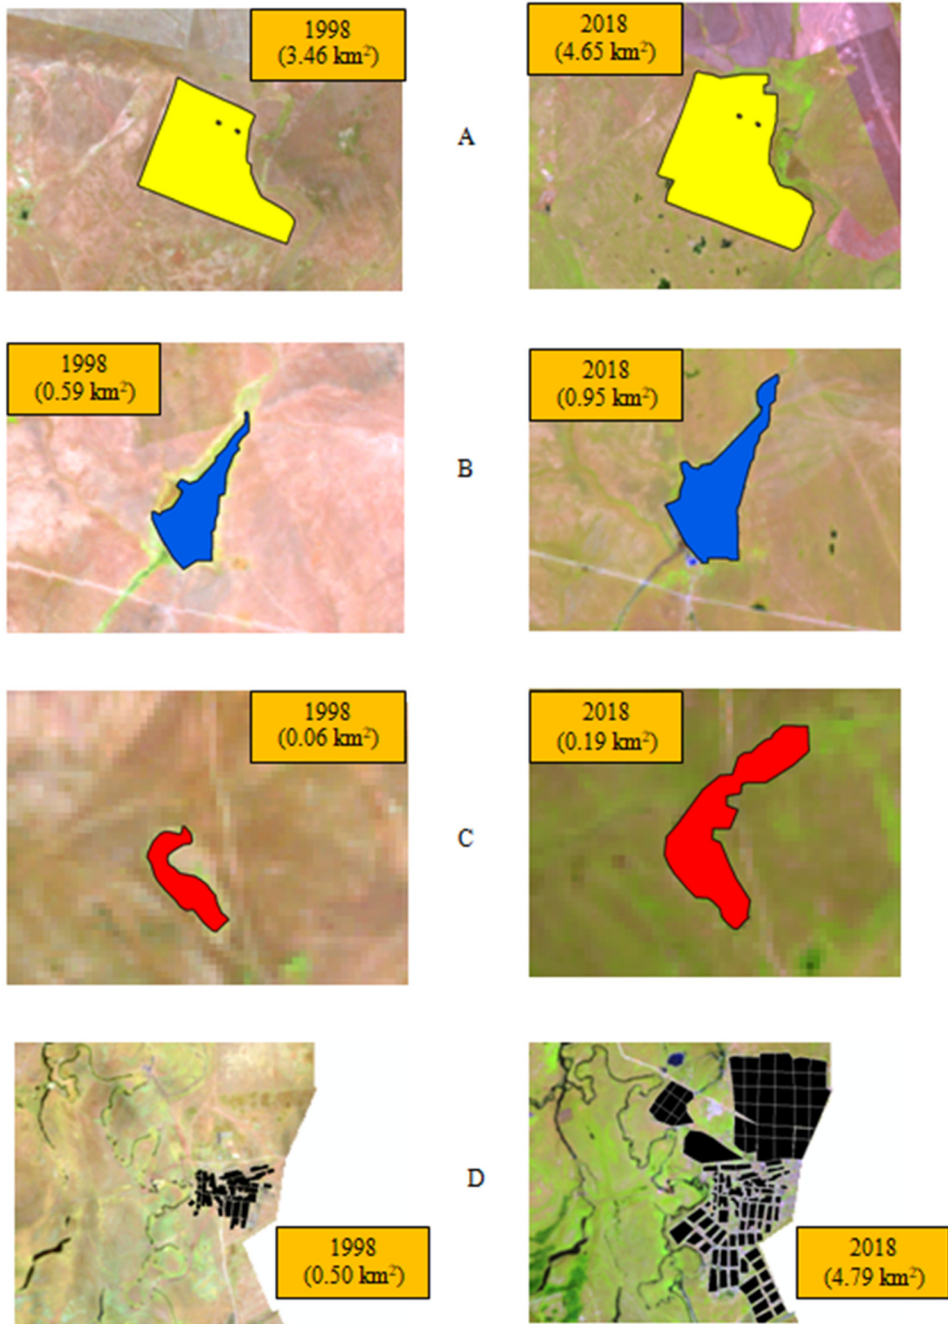 1998
(3.46 km²)
2018
(4.65 km²)
A
1998
(0.59 km²)
2018
(0.95 km²)
B
1998
(0.06 km²)
2018
(0.19 km²)
C
D
1998
(0.50 km²)
2018
(4.79 km²)